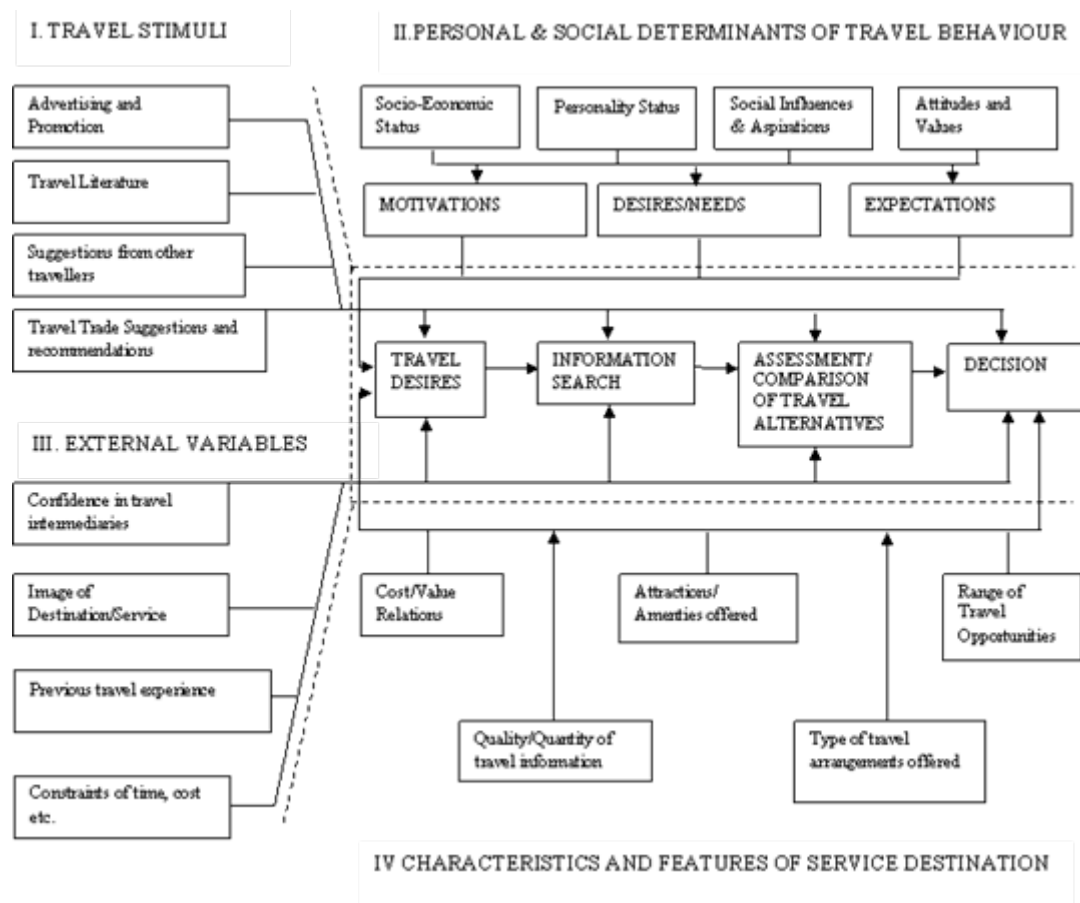 I. TRAVEL STIMULI
II.PERSONAL & SOCIAL DETERMINANTS OF TRAVEL BEHAVIOUR
Advertising and
Promotion
Travel Literature
Suggestions from other
travellers
Travel Trade Suggestions and
recommendations
Socio-Economic
Status
Personality Status
Social Influences
& Aspirations
Attitudes and
Values
MOTIVATIONS
DESIRES/NEEDS
EXPECTATIONS
TRAVEL
DESIRES
INFORMATION
SEARCH
ASSESSMENT/
COMPARISON
OF TRAVEL
ALTERNATIVES
DECISION
III. EXTERNAL VARIABLES
Confidence in travel
intermediaries
Image of
Destination/Service
Previous travel experience
Constraints of time, cost
etc.
Cost/Value
Relations
Attractions/
Amenties offered
Range of
Travel
Opportunities
Quality/Quantity of
travel information
Type of travel
arrangements offered
IV CHARACTERISTICS AND FEATURES OF SERVICE DESTINATION